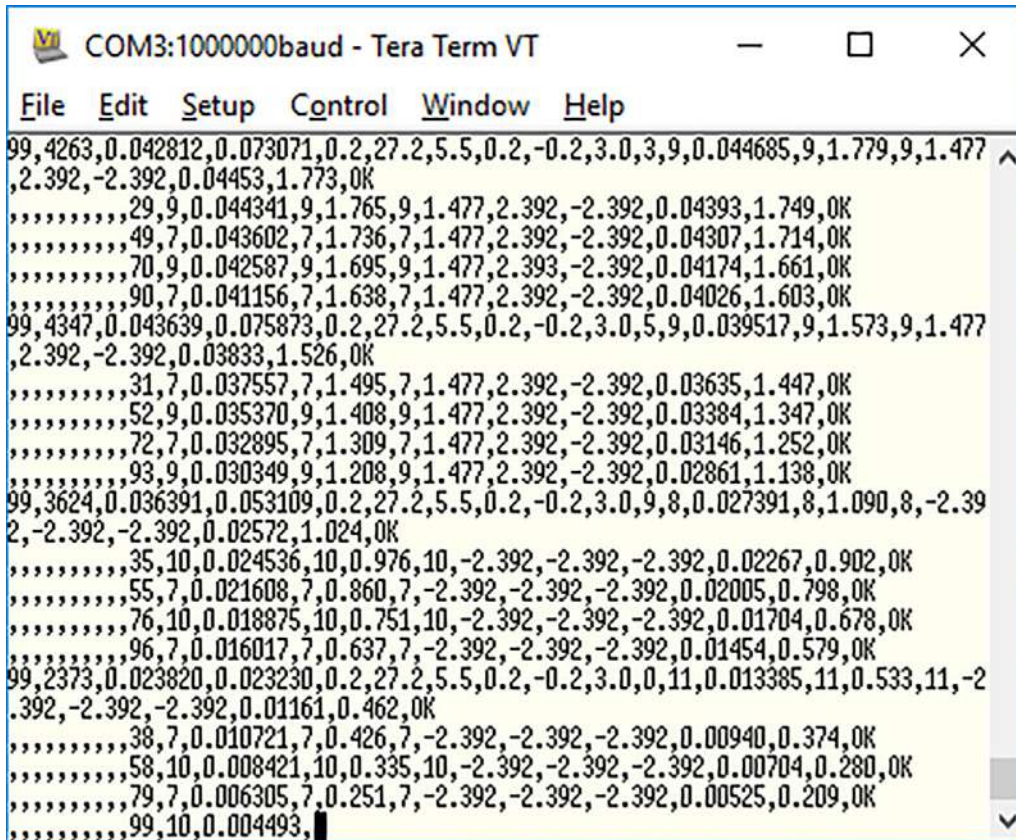 COM3:1000000baud - Tera Term VT
File Edit Setup Control Window Help
99,4263,0.042812,0.073071,0.2,27.2,5.5,0.2,-0.2,3.0,3,9,0.044685,9,1.779,9,1.477
,2.392,-2.392,0.04453,1.773,OK
,,,,,,,,,,29,9,0.044341,9,1.765,9,1.477,2.392,-2.392,0.04393,1.749,OK
,,,,,,,,,,49,7,0.043602,7,1.736,7,1.477,2.392,-2.392,0.04307,1.714,OK
,,,,,,,,,,70,9,0.042587,9,1.695,9,1.477,2.393,-2.392,0.04174,1.661,OK
,,,,,,,,,,90,7,0.041156,7,1.638,7,1.477,2.392,-2.392,0.04026,1.603,OK
99,4347,0.043639,0.075873,0.2,27.2,5.5,0.2,-0.2,3.0,5,9,0.039517,9,1.573,9,1.477
,2.392,-2.392,0.03833,1.526,OK
,,,,,,,,,,31,7,0.037557,7,1.495,7,1.477,2.392,-2.392,0.03635,1.447,OK
,,,,,,,,,,52,9,0.035370,9,1.408,9,1.477,2.392,-2.392,0.03384,1.347,OK
,,,,,,,,,,72,7,0.032895,7,1.309,7,1.477,2.392,-2.392,0.03146,1.252,OK
,,,,,,,,,,93,9,0.030349,9,1.208,9,1.477,2.392,-2.392,0.02861,1.138,OK
99,3624,0.036391,0.053109,0.2,27.2,5.5,0.2,-0.2,3.0,9,8,0.027391,8,1.090,8,-2.39
2,-2.392,-2.392,0.02572,1.024,OK
,,,,,,,,,,35,10,0.024536,10,0.976,10,-2.392,-2.392,-2.392,0.02267,0.902,OK
,,,,,,,,,,55,7,0.021608,7,0.860,7,-2.392,-2.392,-2.392,0.02005,0.798,OK
,,,,,,,,,,76,10,0.018875,10,0.751,10,-2.392,-2.392,-2.392,0.01704,0.678,OK
,,,,,,,,,,96,7,0.016017,7,0.637,7,-2.392,-2.392,-2.392,0.01454,0.579,OK
99,2373,0.023820,0.023230,0.2,27.2,5.5,0.2,-0.2,3.0,0,11,0.013385,11,0.533,11,-2
.392,-2.392,-2.392,0.01161,0.462,OK
,,,,,,,,,,38,7,0.010721,7,0.426,7,-2.392,-2.392,-2.392,0.00940,0.374,OK
,,,,,,,,,,58,10,0.008421,10,0.335,10,-2.392,-2.392,-2.392,0.00704,0.280,OK
,,,,,,,,,,79,7,0.006305,7,0.251,7,-2.392,-2.392,-2.392,0.00525,0.209,OK
,,,,,,,,,,99,10,0.004493,